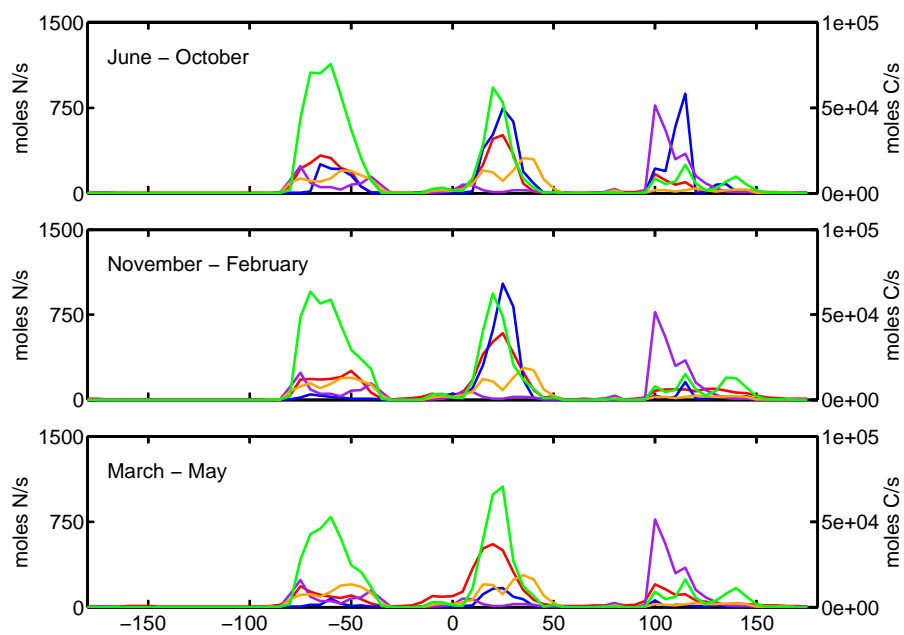 1500
750
0
moles N/s
June − October
1e+05
5e+04
0e+00
moles C/s
1500
750
0
moles N/s
November − February
1e+05
5e+04
0e+00
moles C/s
1500
750
0
moles N/s
March − May
1e+05
5e+04
0e+00
moles C/s
−150 −100 −50 0 50 100 150